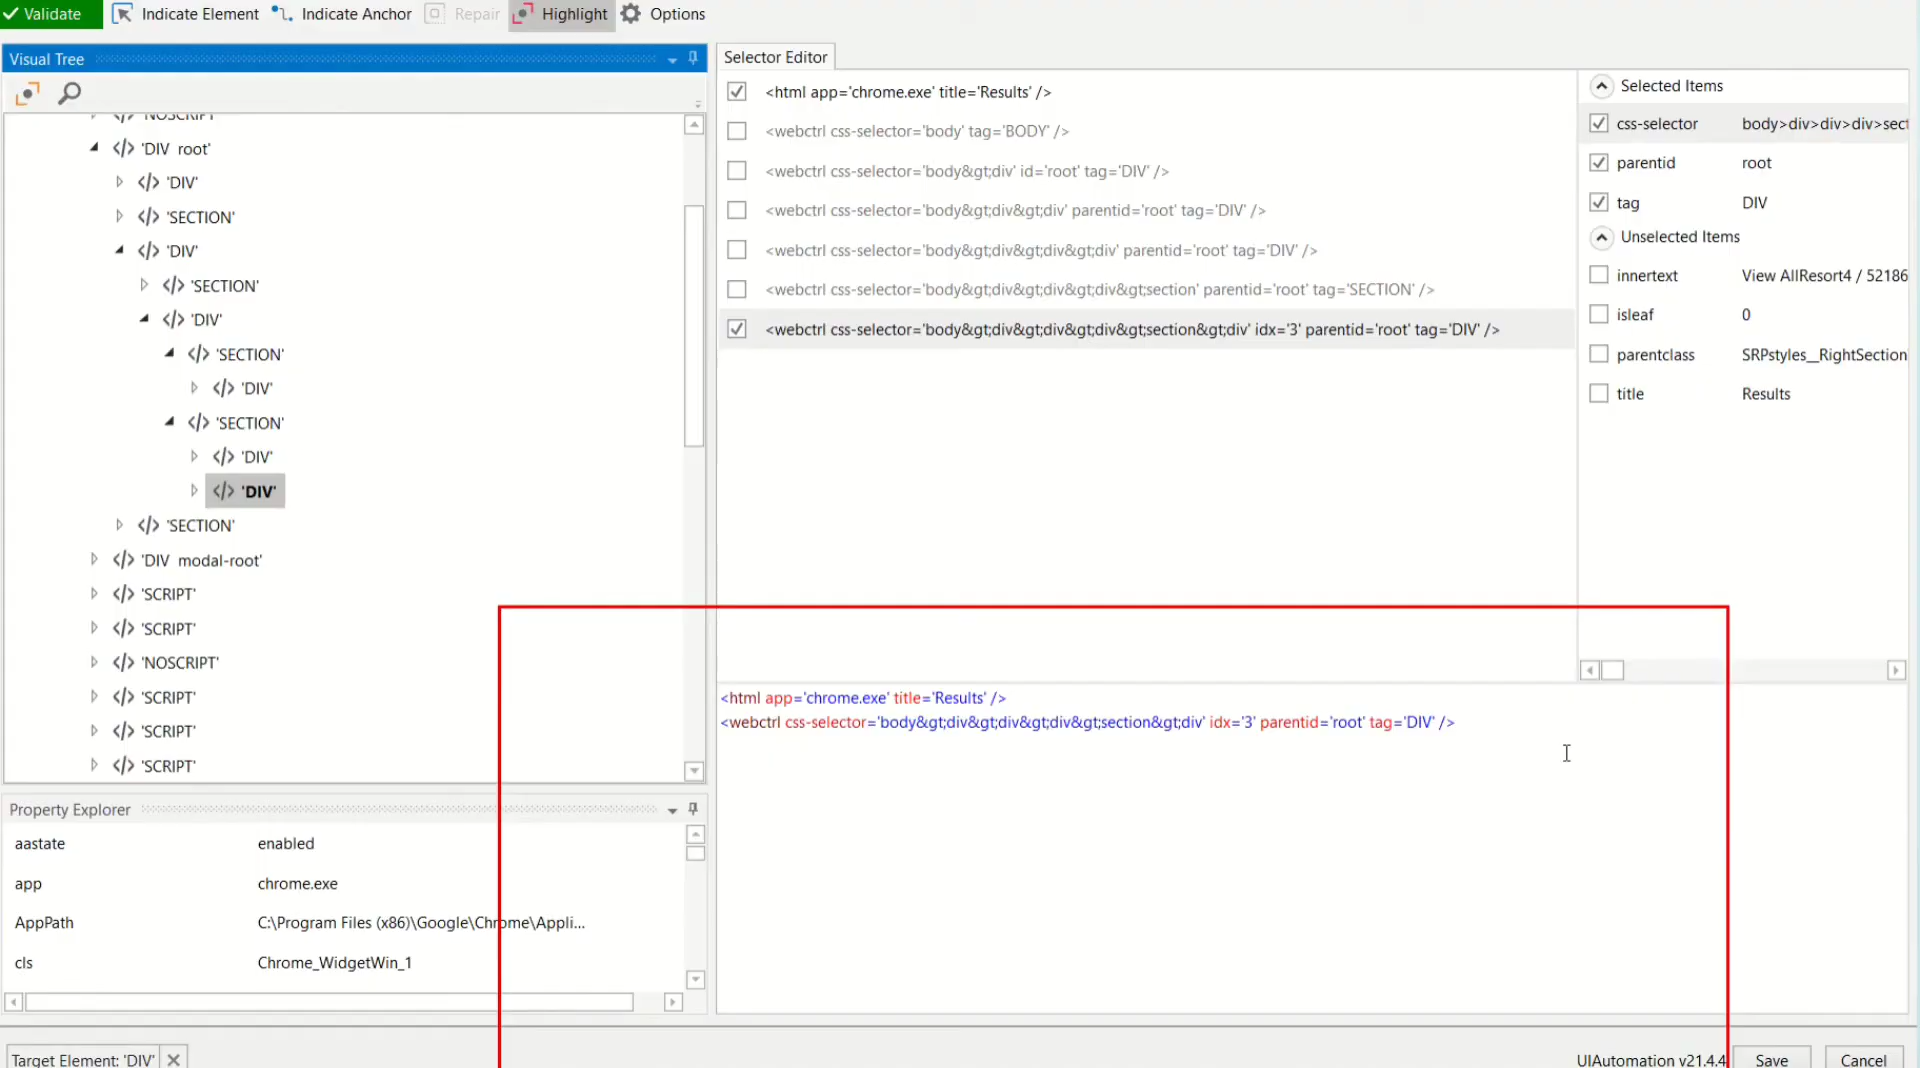 Validate Indicate Element Indicate Anchor Repair Highlight Options
Visual Tree
NOSCRIPT'
</> 'DIV root'
</> 'DIV'
</> 'SECTION'
</> 'DIV'
</> 'SECTION'
</> 'DIV'
</> 'SECTION'
</> 'DIV'
</> 'SECTION'
</> 'DIV'
</> 'DIV'
</> 'SECTION'
</> 'DIV modal-root'
</> 'SCRIPT'
</> 'SCRIPT'
</> 'NOSCRIPT'
</> 'SCRIPT'
</> 'SCRIPT'
</> 'SCRIPT'
Property Explorer
aastate enabled
app chrome.exe
AppPath C:\Program Files (x86)\Google\Chrome\Appli...
cls Chrome_WidgetWin_1
Target Element: 'DIV'
Selector Editor
<html app='chrome.exe' title='Results' />
<webctrl css-selector='body' tag='BODY' />
<webctrl css-selector='body&gt;div' id='root' tag='DIV' />
<webctrl css-selector='body&gt;div&gt;div' parentid='root' tag='DIV' />
<webctrl css-selector='body&gt;div&gt;div&gt;div' parentid='root' tag='DIV' />
<webctrl css-selector='body&gt;div&gt;div&gt;div&gt;section' parentid='root' tag='SECTION' />
<webctrl css-selector='body&gt;div&gt;div&gt;div&gt;section&gt;div' idx='3' parentid='root' tag='DIV' />
Selected Items
css-selector body>div>div>div>sect
parentid root
tag DIV
Unselected Items
innertext View AllResort4 / 52186
isleaf 0
parentclass SRPstyles__RightSection
title Results
<html app='chrome.exe' title='Results' />
<webctrl css-selector='body&gt;div&gt;div&gt;div&gt;section&gt;div' idx='3' parentid='root' tag='DIV' />
UIAutomation v21.4.4 Save Cancel